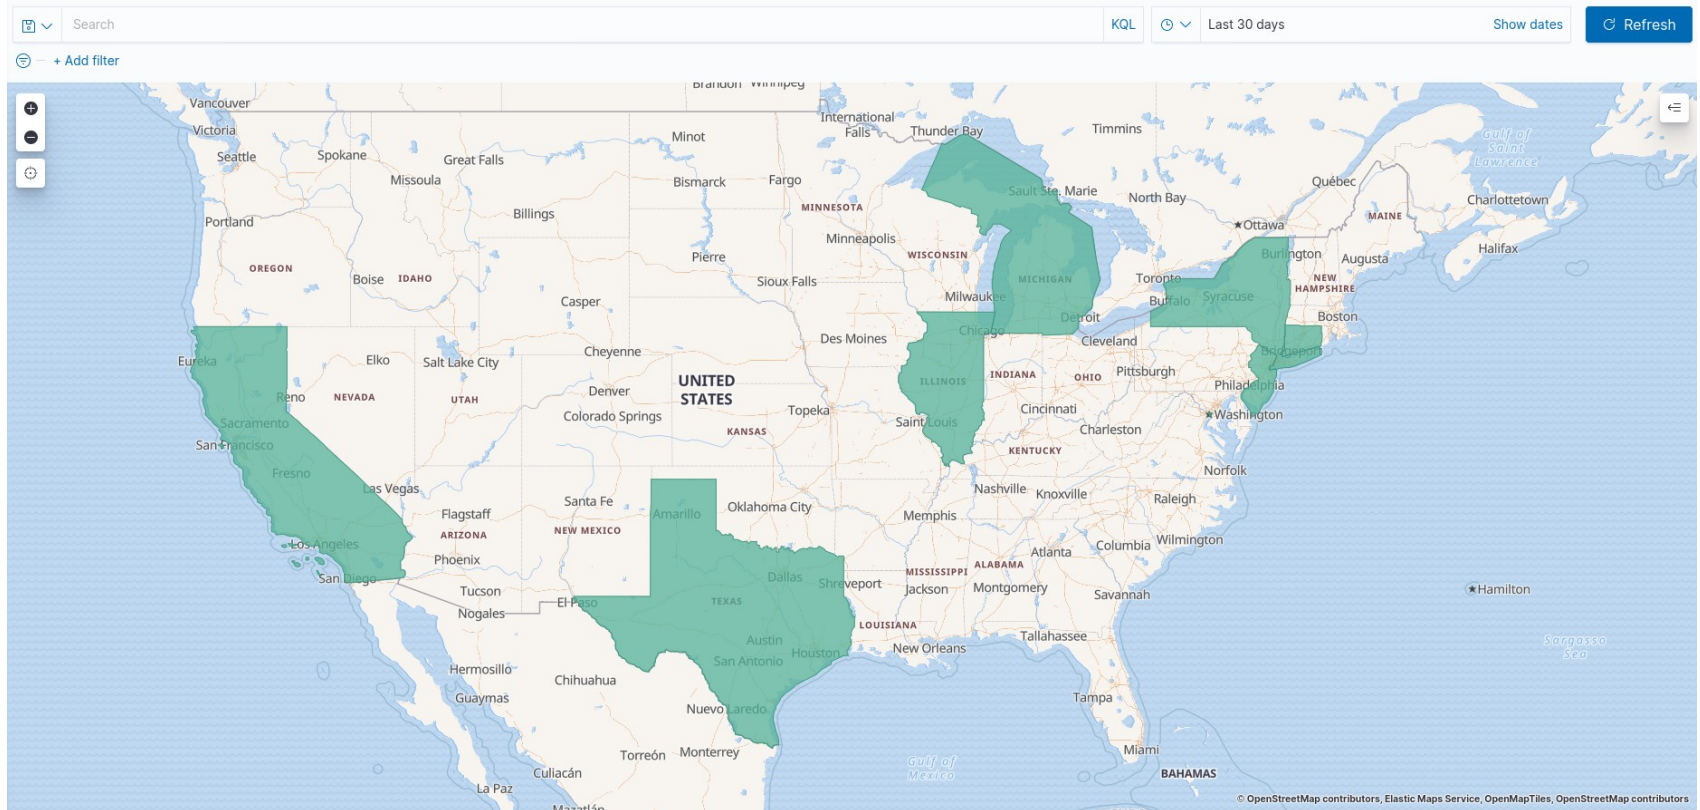 Search
KQL
Last 30 days
Show dates
Refresh
+ Add filter
Brandon
Winnipeg
Vancouver
International
Falls
Thunder Bay
Timmins
Gulf of
Saint
Lawrence
Victoria
Seattle
Spokane
Great Falls
Minot
Missoula
Bismarck
Fargo
Sault Ste. Marie
North Bay
Québec
Charlottetown
MINNESOTA
MAINE
Portland
Billings
Ottawa
Minneapolis
Halifax
Pierre
WISCONSIN
Burlington
Augusta
OREGON
Boise
IDAHO
Sioux Falls
MICHIGAN
Toronto
NEW
HAMPSHIRE
Casper
Milwaukee
Buffalo
Syracuse
Detroit
Boston
Eureka
Elko
Salt Lake City
Cheyenne
Des Moines
Chicago
Cleveland
Bridgeport
UNITED
STATES
ILLINOIS
INDIANA
OHIO
Pittsburgh
Philadelphia
Reno
NEVADA
UTAH
Denver
Colorado Springs
Topeka
Cincinnati
Washington
Sacramento
San Francisco
KANSAS
Saint Louis
Charleston
KENTUCKY
Fresno
Norfolk
Las Vegas
Santa Fe
Nashville
Knoxville
Raleigh
Flagstaff
Amarillo
Oklahoma City
Memphis
ARIZONA
NEW MEXICO
Los Angeles
Atlanta
Columbia
Wilmington
Phoenix
San Diego
Dallas
Shreveport
MISSISSIPPI
ALABAMA
Tucson
El Paso
TEXAS
Jackson
Montgomery
Savannah
Hamilton
Nogales
LOUISIANA
Austin
Houston
New Orleans
Tallahassee
Sargasso
Sea
Hermosillo
Chihuahua
San Antonio
Guaymas
Nuevo Laredo
Tampa
Torreón
Monterrey
Miami
Culiacán
Gulf of
Mexico
BAHAMAS
La Paz
Mazatlán
© OpenStreetMap contributors, Elastic Maps Service, OpenMapTiles, OpenStreetMap contributors